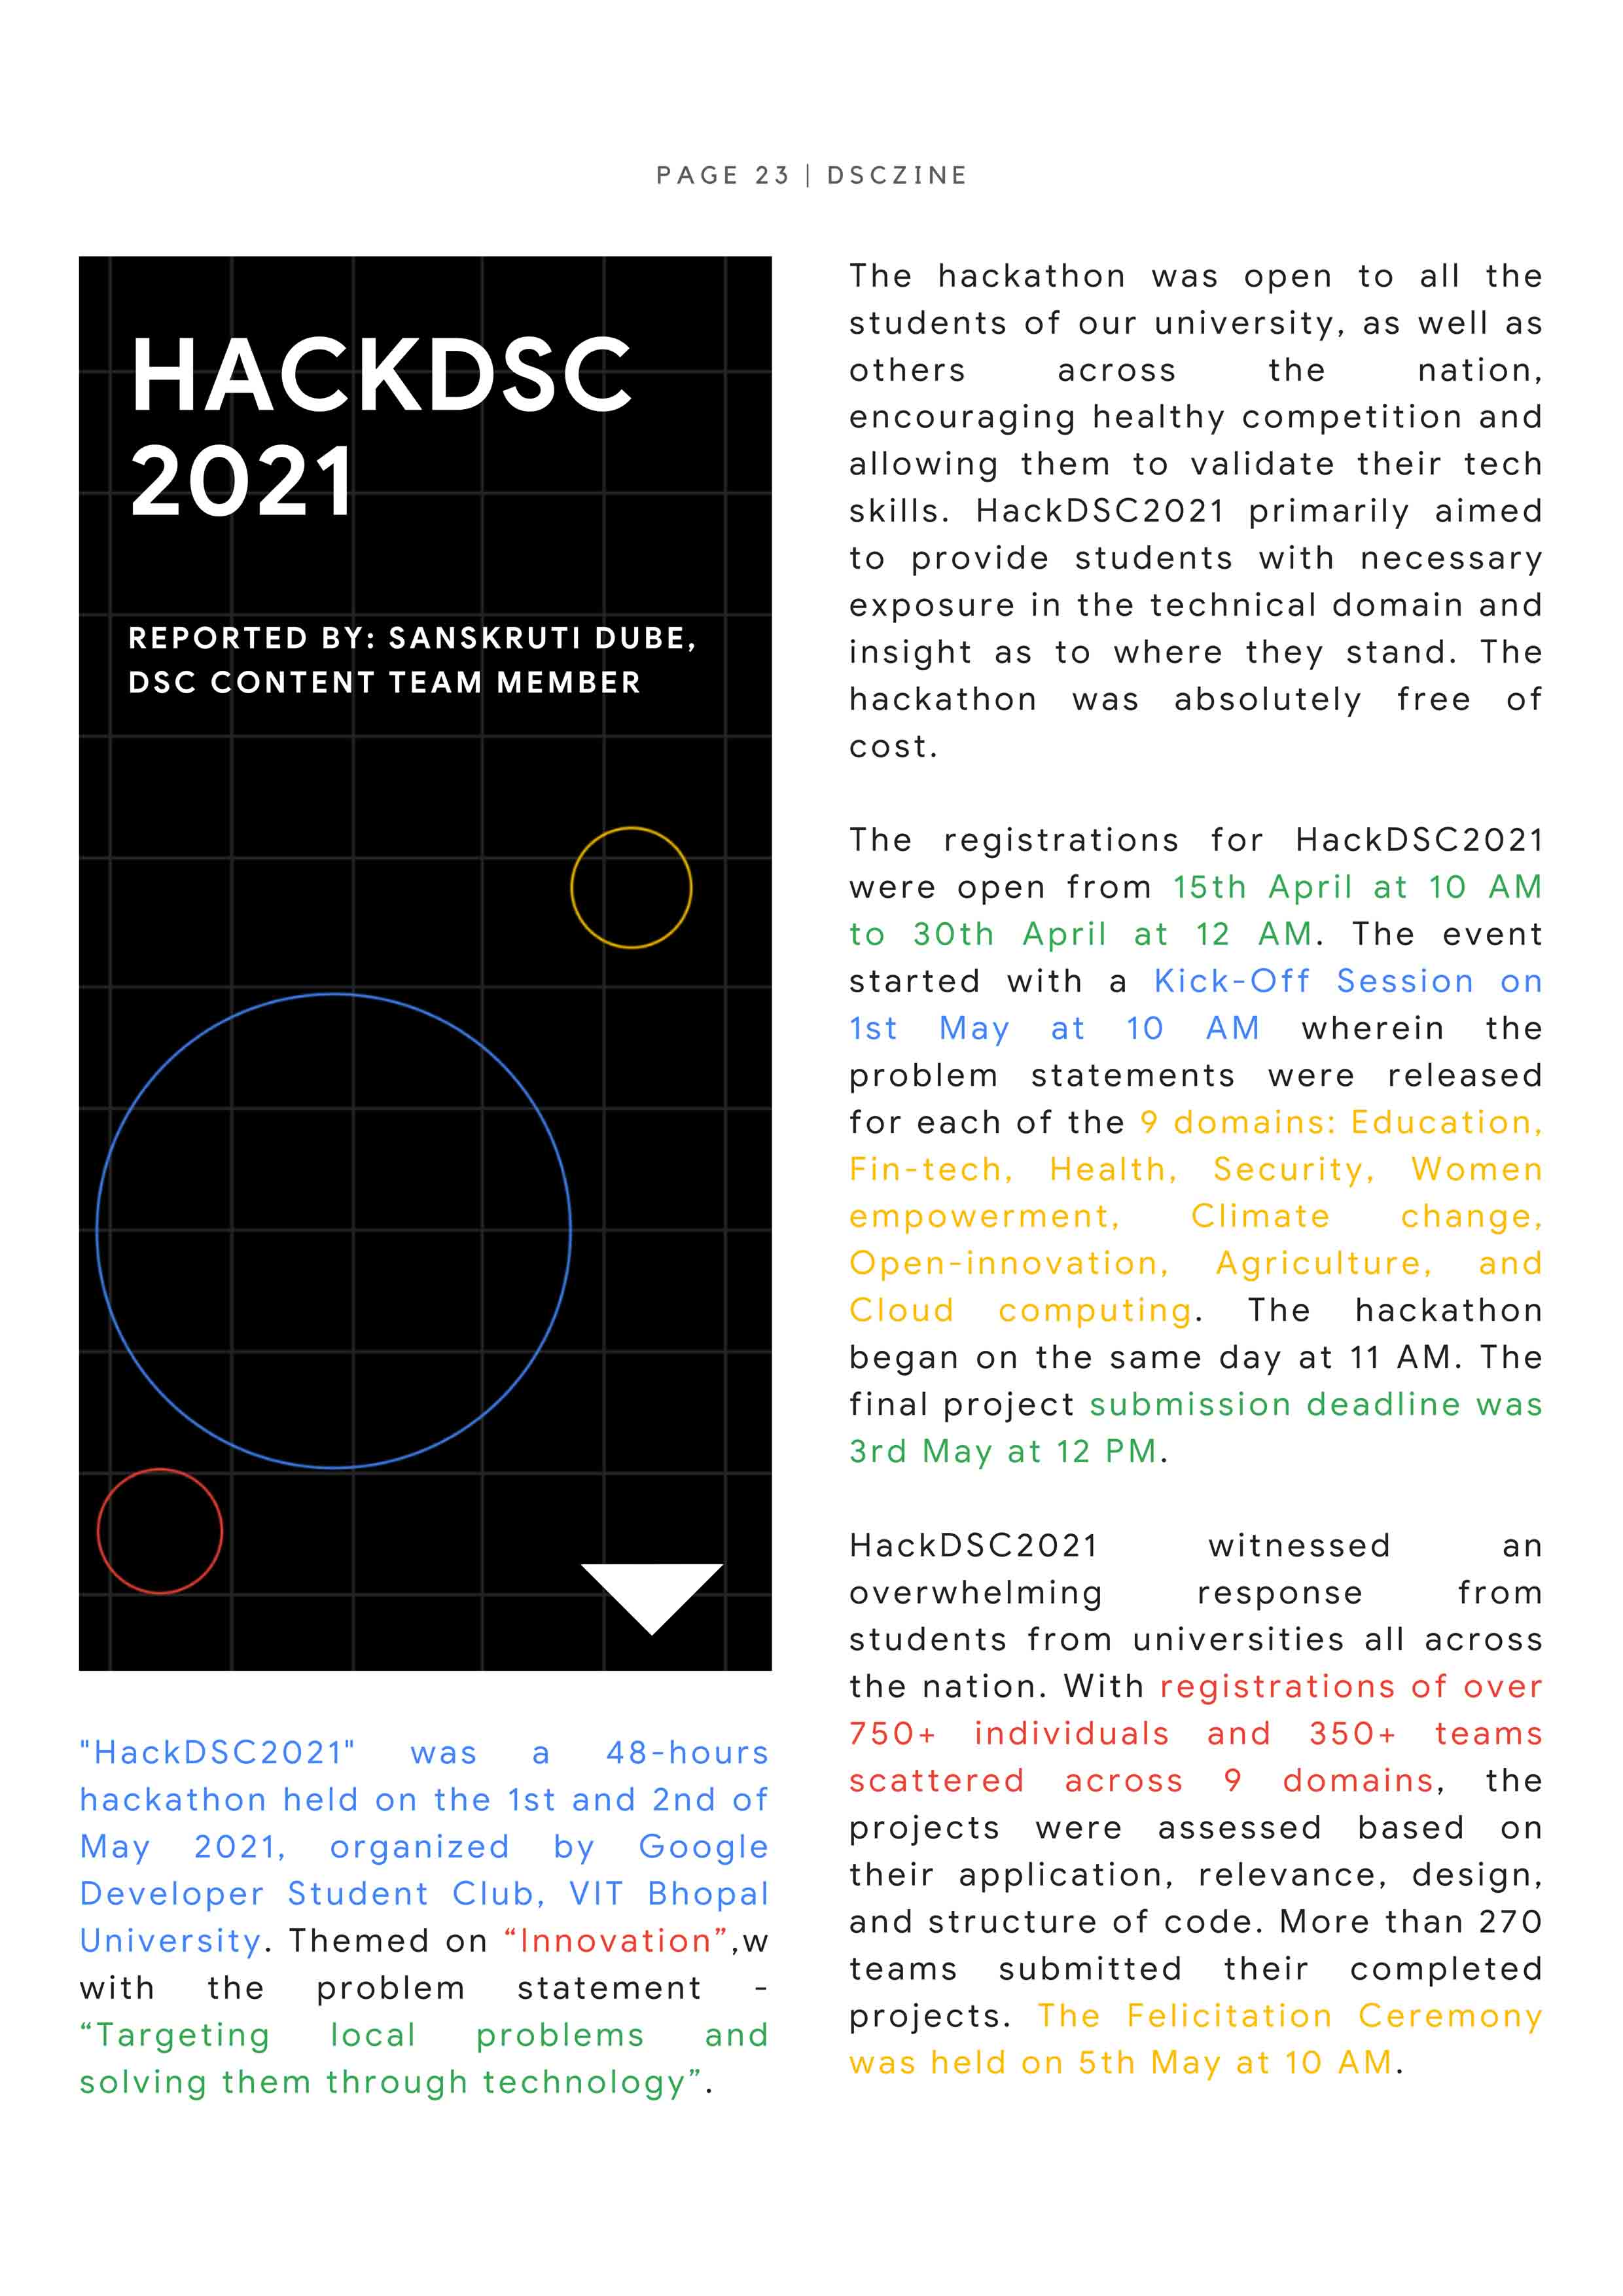 PAGE 23 | DSCZINE
HACKDSC
2021
REPORTED BY: SANSKRUTI DUBE,
DSC CONTENT TEAM MEMBER
"HackDSC2021" was a 48-hours
hackathon held on the 1st and 2nd of
May 2021, organized by Google
Developer Student Club, VIT Bhopal
University. Themed on “Innovation”,w
with the problem statement -
“Targeting local problems and
solving them through technology”.
The hackathon was open to all the
students of our university, as well as
others across the nation,
encouraging healthy competition and
allowing them to validate their tech
skills. HackDSC2021 primarily aimed
to provide students with necessary
exposure in the technical domain and
insight as to where they stand. The
hackathon was absolutely free of
cost.
The registrations for HackDSC2021
were open from 15th April at 10 AM
to 30th April at 12 AM. The event
started with a Kick-Off Session on
1st May at 10 AM wherein the
problem statements were released
for each of the 9 domains: Education,
Fin-tech, Health, Security, Women
empowerment, Climate change,
Open-innovation, Agriculture, and
Cloud computing. The hackathon
began on the same day at 11 AM. The
final project submission deadline was
3rd May at 12 PM.
HackDSC2021 witnessed an
overwhelming response from
students from universities all across
the nation. With registrations of over
750+ individuals and 350+ teams
scattered across 9 domains, the
projects were assessed based on
their application, relevance, design,
and structure of code. More than 270
teams submitted their completed
projects. The Felicitation Ceremony
was held on 5th May at 10 AM.